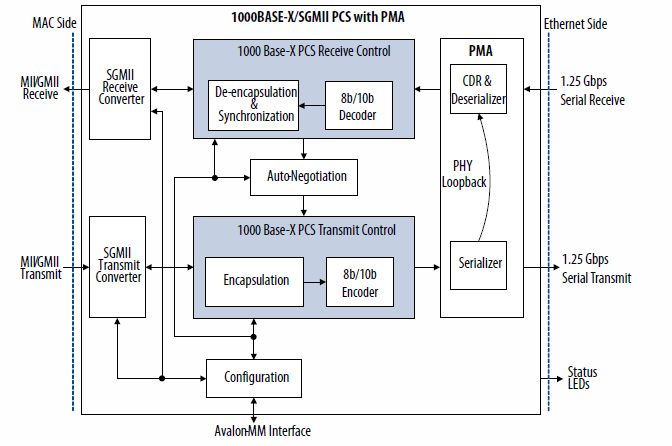 1000BASE-X/SGMII PCS with PMA
MAC Side
Ethernet Side
1000 Base-X PCS Receive Control
PMA
SGMII
Receive
Converter
MII/GMII
Receive
De-encapsulation
&
Synchronization
8b/10b
Decoder
CDR &
Deserializer
1.25 Gbps
Serial Receive
Auto-Negotiation
PHY
Loopback
1000 Base-X PCS Transmit Control
SGMII
Transmit
Converter
MII/GMII
Transmit
Encapsulation
8b/10b
Encoder
Serializer
1.25 Gbps
Serial Transmit
Configuration
Status
LEDs
Avalon-MM Interface